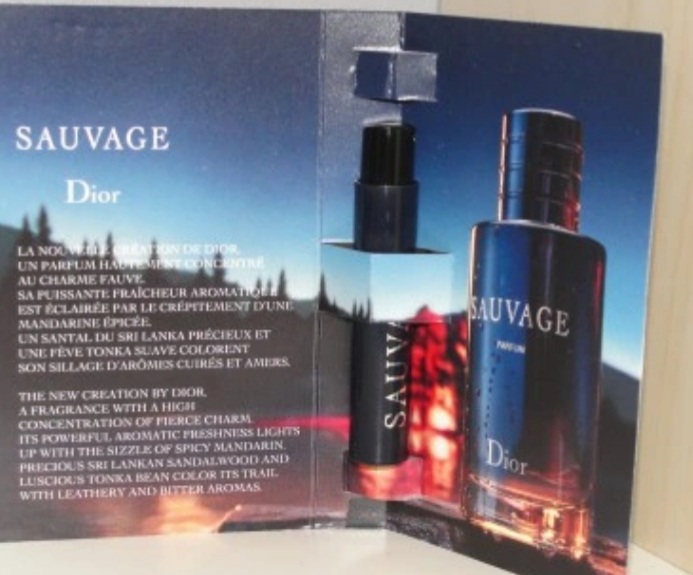 SAUVAGE
Dior
LA NOUVELLE CRÉATION DE DIOR.
UN PARFUM HAUTEMENT CONCENTRÉ
AU CHARME FAUVE.
SA PUISSANTE FRAÎCHEUR AROMATIQUE
EST ÉCLAIRÉE PAR LE CRÉPITEMENT D'UNE
MANDARINE ÉPICÉE.
UN SANTAL DU SRI LANKA PRÉCIEUX ET
UNE FÈVE TONKA SUAVE COLORENT
SON SILLAGE D'ARÔMES CUIRÉS ET AMERS.
THE NEW CREATION BY DIOR.
A FRAGRANCE WITH A HIGH
CONCENTRATION OF FIERCE CHARM.
ITS POWERFUL AROMATIC FRESHNESS LIGHTS
UP WITH THE SIZZLE OF SPICY MANDARIN.
PRECIOUS SRI LANKAN SANDALWOOD AND
LUSCIOUS TONKA BEAN COLOR ITS TRAIL
WITH LEATHERY AND BITTER AROMAS.
SAUVA
SAUVAGE
PARFUM
Dior